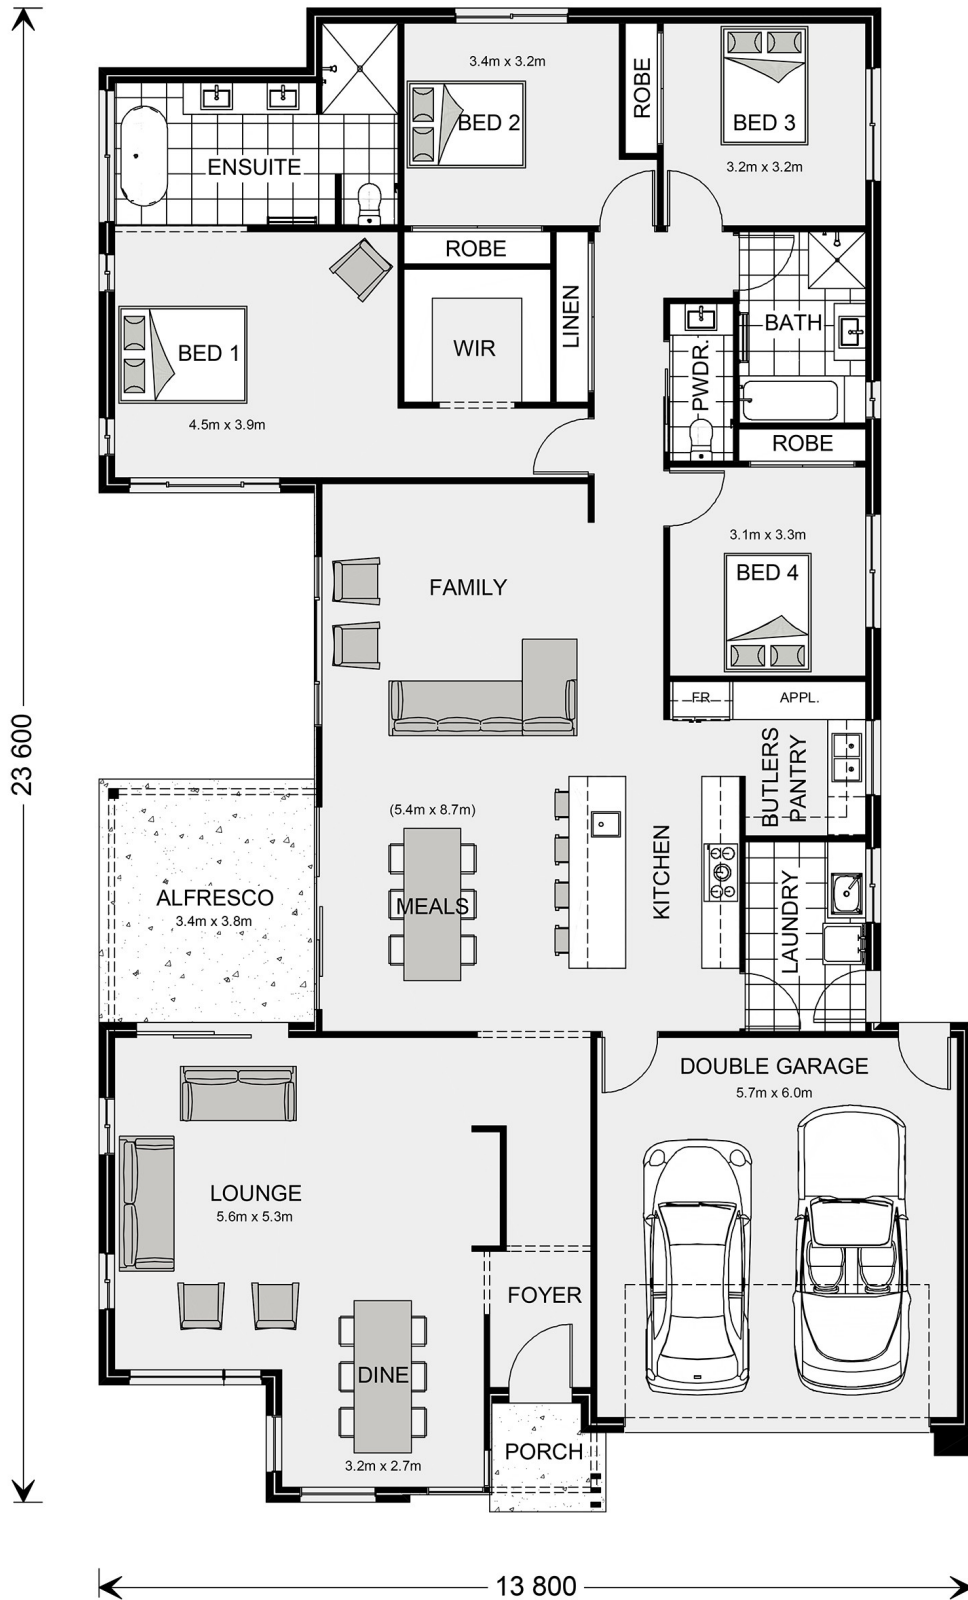 3.4m x 3.2m
BED 2
ROBE
BED 3
3.2m x 3.2m
ENSUITE
ROBE
LINEN
WIR
BED 1
4.5m x 3.9m
PWDR.
BATH
ROBE
3.1m x 3.3m
BED 4
FAMILY
FR
APPL.
BUTLERS
PANTRY
23 600
(5.4m x 8.7m)
MEALS
KITCHEN
LAUNDRY
ALFRESCO
3.4m x 3.8m
DOUBLE GARAGE
5.7m x 6.0m
LOUNGE
5.6m x 5.3m
FOYER
DINE
3.2m x 2.7m
PORCH
13 800